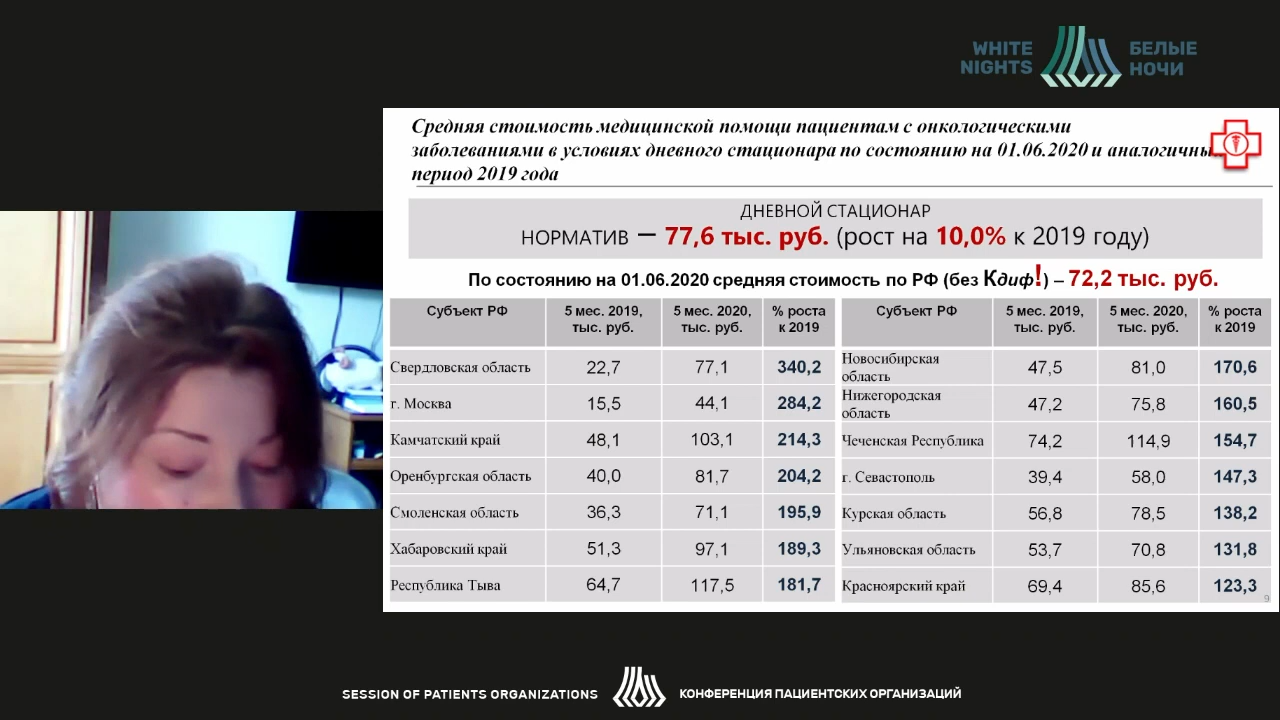 WHITE
NIGHTS
БЕЛЫЕ
НОЧИ
Средняя стоимость медицинской помощи пациентам с онкологическими
заболеваниями в условиях дневного стационара по состоянию на 01.06.2020 и
период 2019 года
ДНЕВНОЙ СТАЦИОНАР
НОРМАТИВ – 77,6 тыс. руб. (рост на 10,0% к 2019 году)
По состоянию на 01.06.2020 средняя стоимость по РФ (без Кдиф!) – 72,2 тыс. руб.
Субъект РФ
5 мес. 2019,
тыс. руб.
5 мес. 2020,
тыс. руб.
% роста
к 2019
Свердловская область 22,7 77,1 340,2
г. Москва 15,5 44,1 284,2
Камчатский край 48,1 103,1 214,3
Оренбургская область 40,0 81,7 204,2
Смоленская область 36,3 71,1 195,9
Хабаровский край 51,3 97,1 189,3
Республика Тыва 64,7 117,5 181,7
Субъект РФ
5 мес. 2019,
тыс. руб.
5 мес. 2020,
тыс. руб.
% роста
к 2019
Новосибирская
область 47,5 81,0 170,6
Нижегородская
область 47,2 75,8 160,5
Чеченская Республика 74,2 114,9 154,7
г. Севастополь 39,4 58,0 147,3
Курская область 56,8 78,5 138,2
Ульяновская область 53,7 70,8 131,8
Красноярский край 69,4 85,6 123,3
9
SESSION OF PATIENTS ORGANIZATIONS
КОНФЕРЕНЦИЯ ПАЦИЕНТСКИХ ОРГАНИЗАЦИЙ